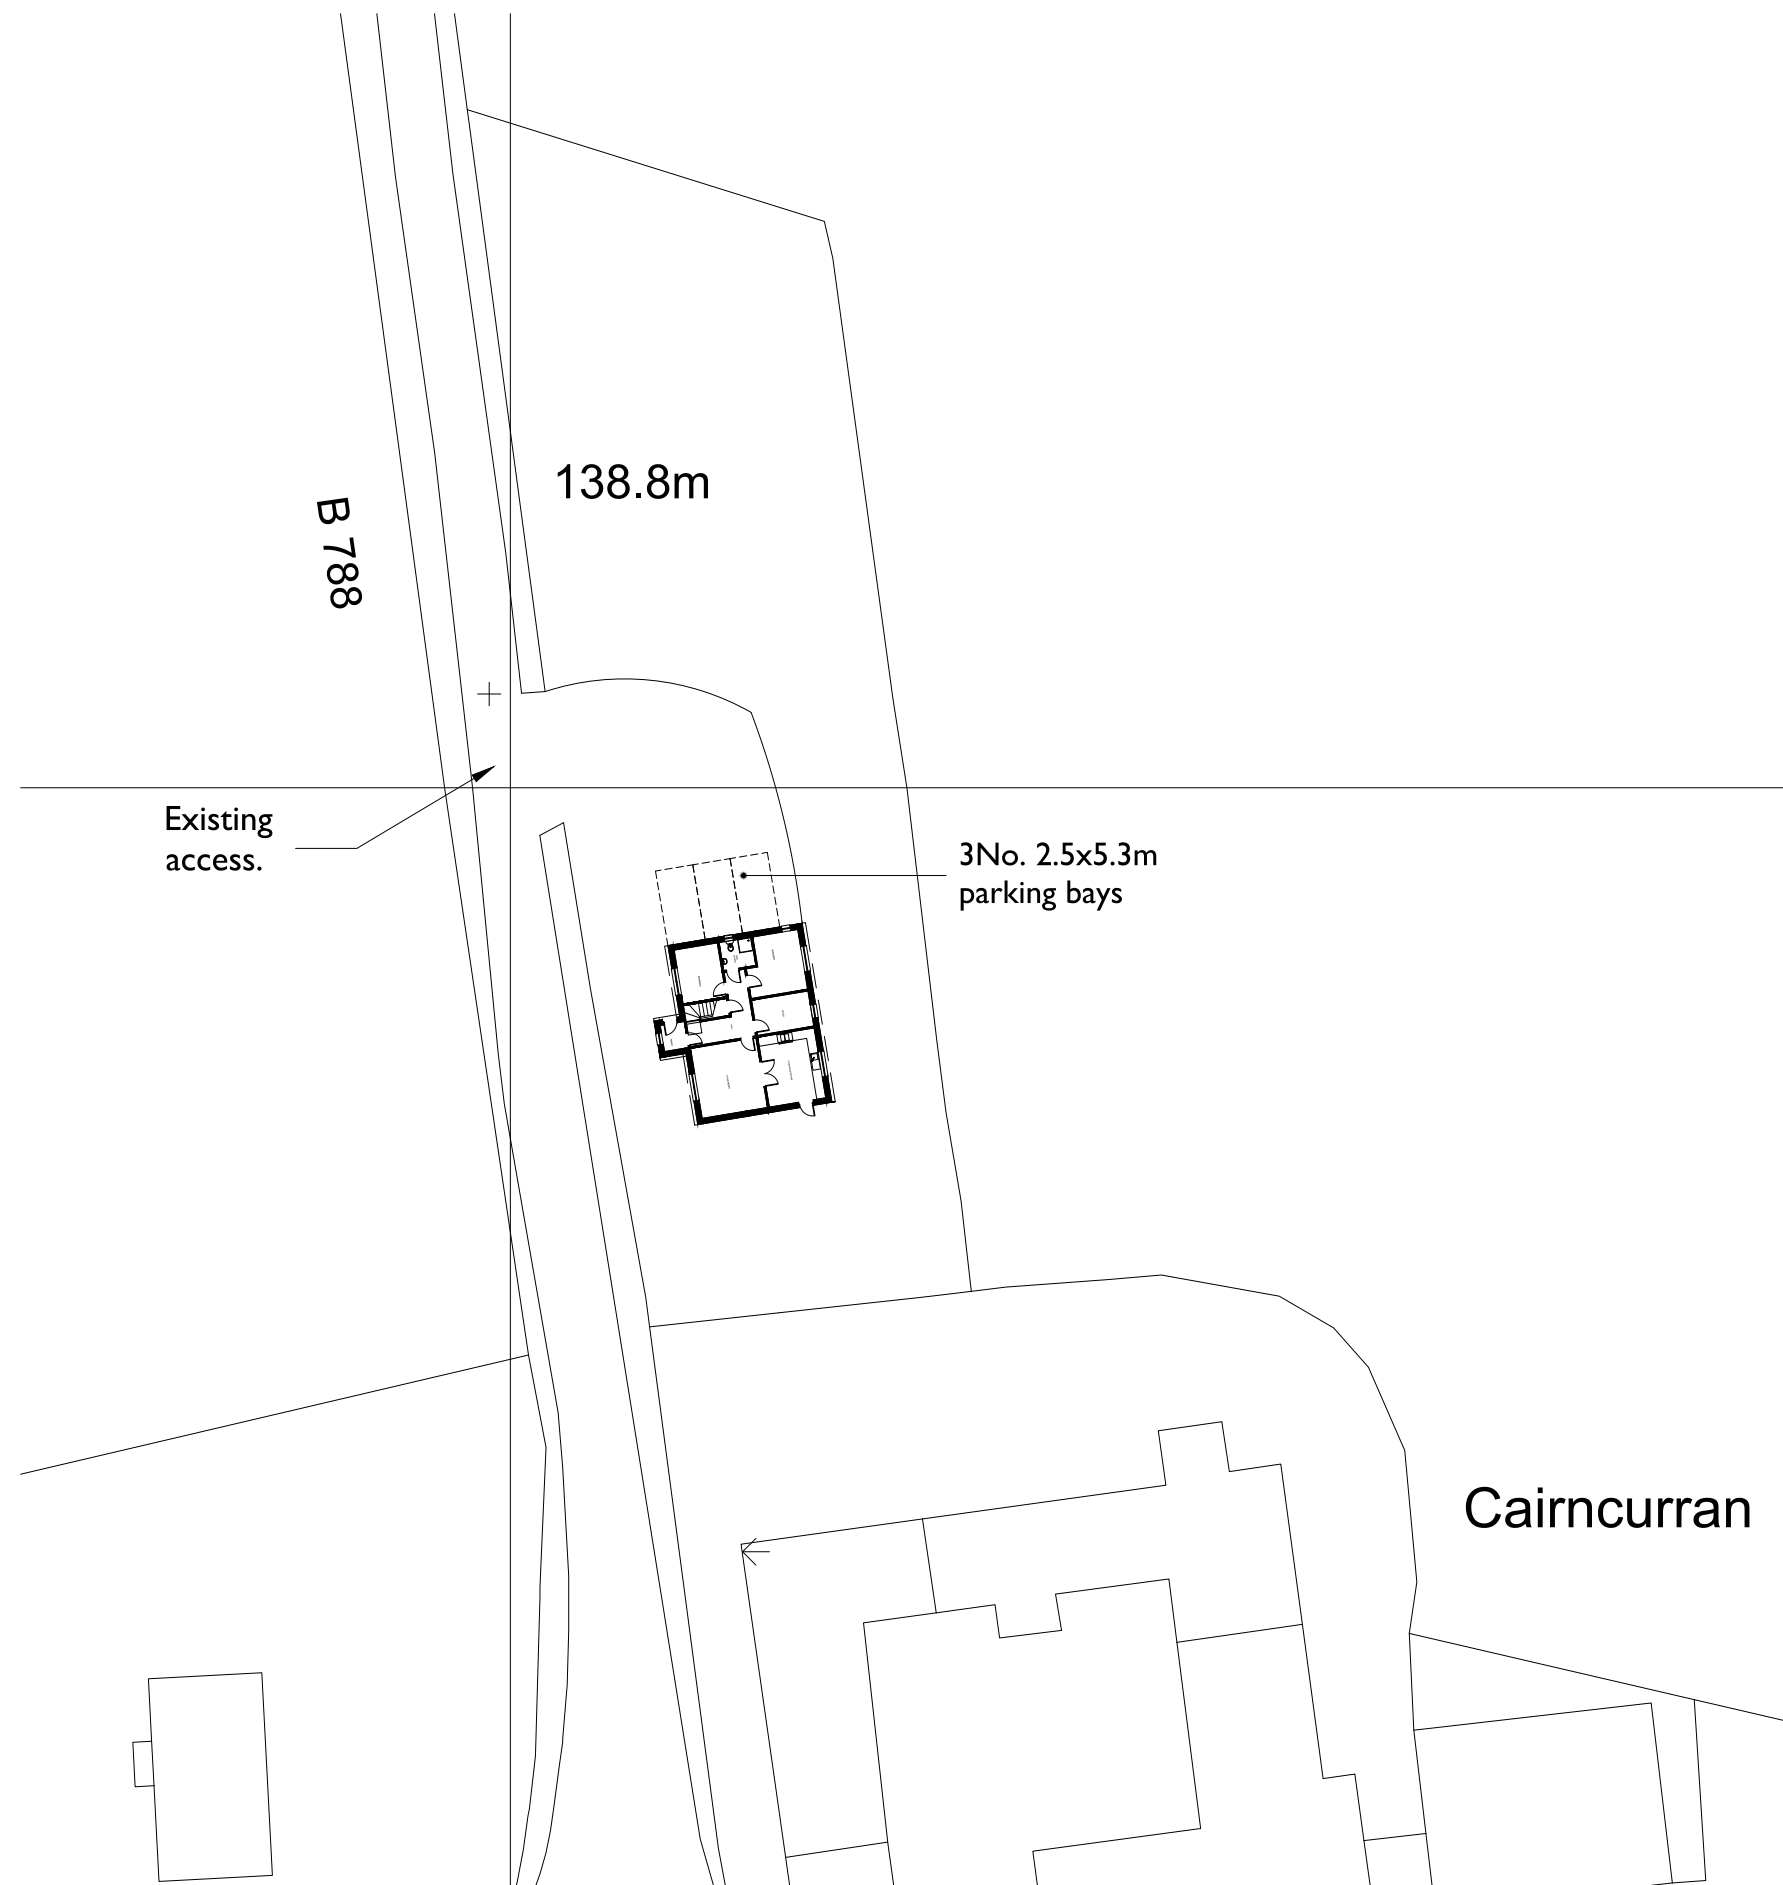 138.8m
B 788
Existing
access.
3No. 2.5x5.3m
parking bays
Cairncurran